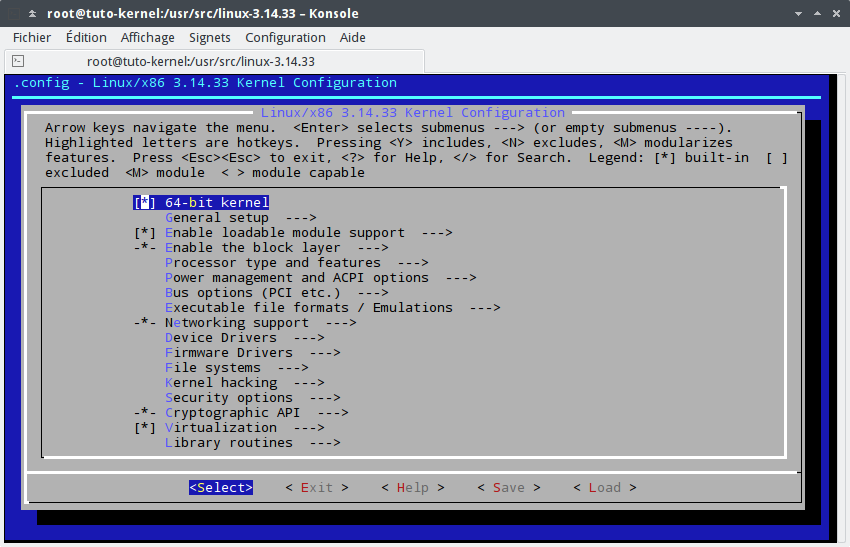 root@tuto-kernel:/usr/src/linux-3.14.33 – Konsole
Fichier Édition Affichage Signets Configuration Aide
root@tuto-kernel:/usr/src/linux-3.14.33
.config - Linux/x86 3.14.33 Kernel Configuration
Linux/x86 3.14.33 Kernel Configuration
Arrow keys navigate the menu.  <Enter> selects submenus ---> (or empty submenus ----).
Highlighted letters are hotkeys.  Pressing <Y> includes, <N> excludes, <M> modularizes
features.  Press <Esc><Esc> to exit, <?> for Help, </> for Search.  Legend: [*] built-in  [ ]
excluded  <M> module  < > module capable
[*] 64-bit kernel
General setup  --->
[*] Enable loadable module support  --->
-*- Enable the block layer  --->
Processor type and features  --->
Power management and ACPI options  --->
Bus options (PCI etc.)  --->
Executable file formats / Emulations  --->
-*- Networking support  --->
Device Drivers  --->
Firmware Drivers  --->
File systems  --->
Kernel hacking  --->
Security options  --->
-*- Cryptographic API  --->
[*] Virtualization  --->
Library routines  --->
<Select>    < Exit >    < Help >    < Save >    < Load >